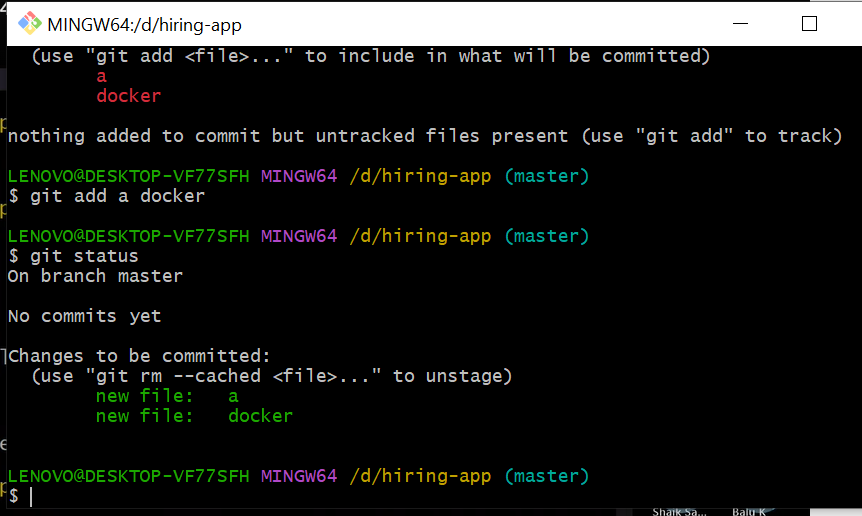 MINGW64:/d/hiring-app
(use "git add <file>..." to include in what will be committed)
a
docker
nothing added to commit but untracked files present (use "git add" to track)
LENOVO@DESKTOP-VF77SFH MINGW64 /d/hiring-app (master)
$ git add a docker
LENOVO@DESKTOP-VF77SFH MINGW64 /d/hiring-app (master)
$ git status
On branch master
No commits yet
Changes to be committed:
(use "git rm --cached <file>..." to unstage)
new file:   a
new file:   docker
LENOVO@DESKTOP-VF77SFH MINGW64 /d/hiring-app (master)
$
Shaik Sa... Balu K